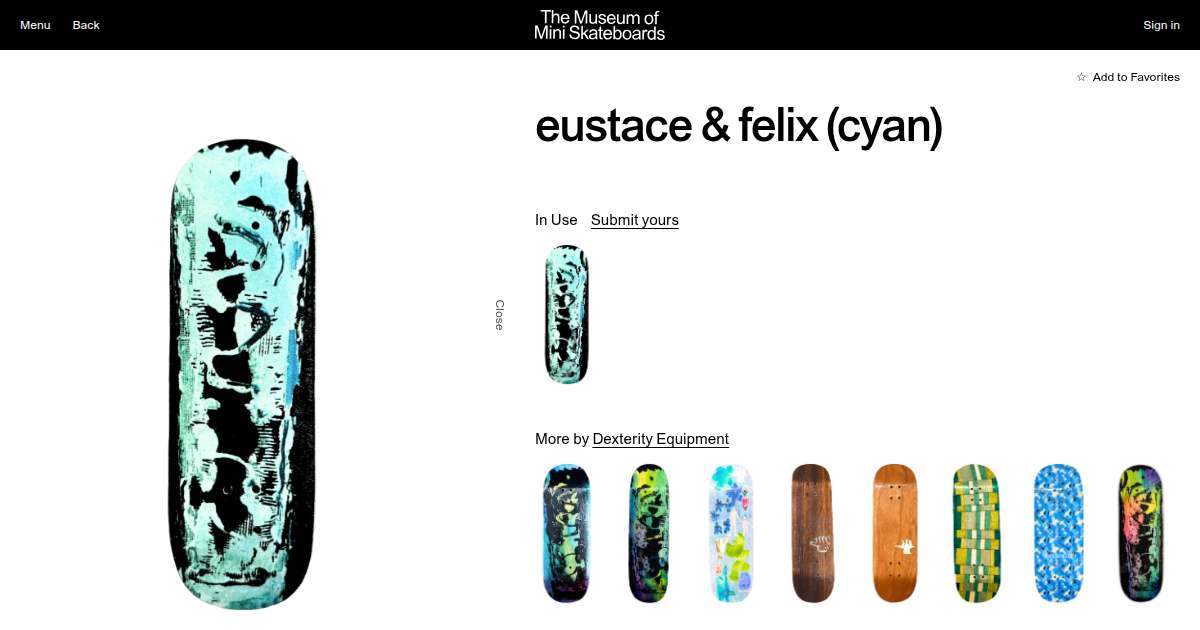 Menu
Back
The Museum of
Mini Skateboards
Sign in
☆ Add to Favorites
eustace & felix (cyan)
In Use
Submit yours
Close
More by Dexterity Equipment